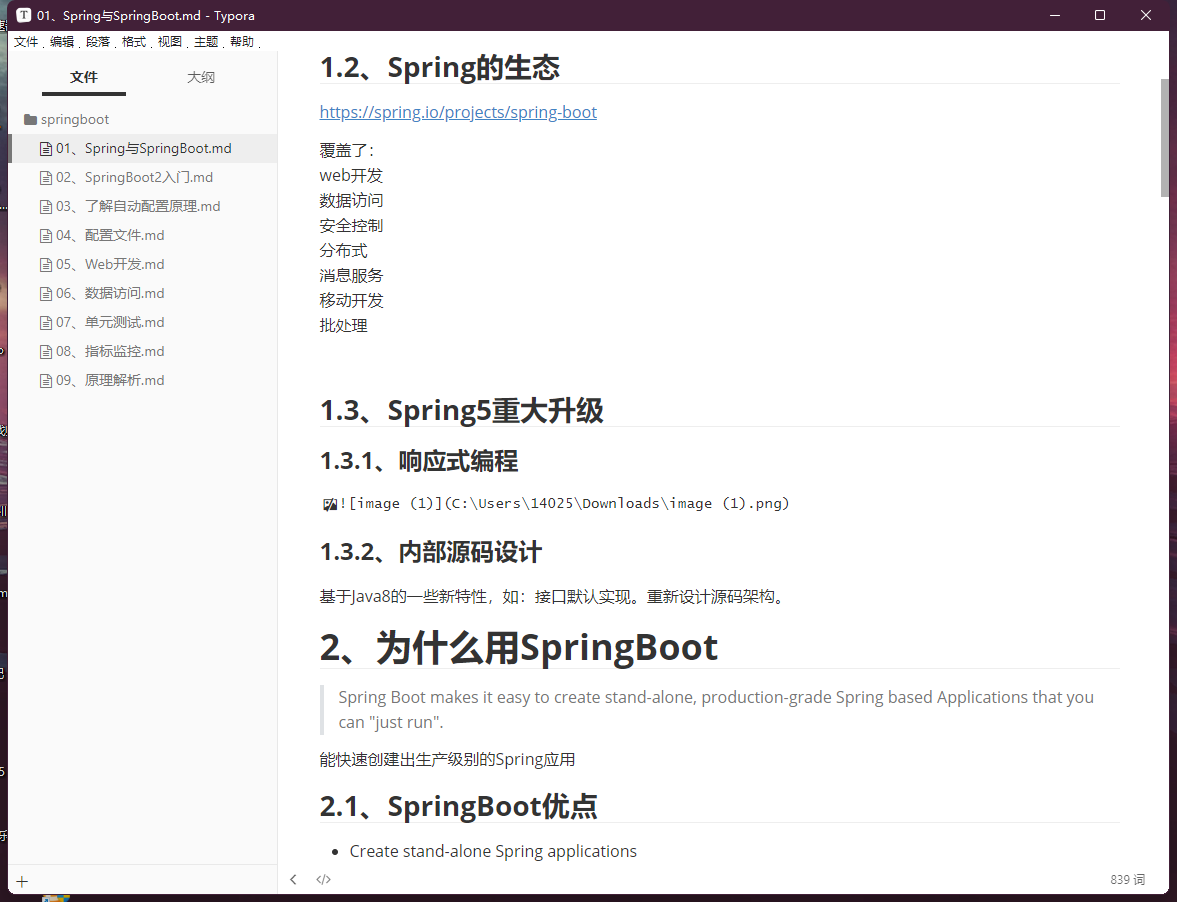 01、Spring与SpringBoot.md - Typora
文件 编辑 段落 格式 视图 主题 帮助
文件 大纲
springboot
01、Spring与SpringBoot.md
02、SpringBoot2入门.md
03、了解自动配置原理.md
04、配置文件.md
05、Web开发.md
06、数据访问.md
07、单元测试.md
08、指标监控.md
09、原理解析.md
1.2、Spring的生态
https://spring.io/projects/spring-boot
覆盖了：
web开发
数据访问
安全控制
分布式
消息服务
移动开发
批处理
1.3、Spring5重大升级
1.3.1、响应式编程
![image (1)](C:\Users\14025\Downloads\image (1).png)
1.3.2、内部源码设计
基于Java8的一些新特性，如：接口默认实现。重新设计源码架构。
2、为什么用SpringBoot
Spring Boot makes it easy to create stand-alone, production-grade Spring based Applications that you
can "just run".
能快速创建出生产级别的Spring应用
2.1、SpringBoot优点
• Create stand-alone Spring applications
839 词